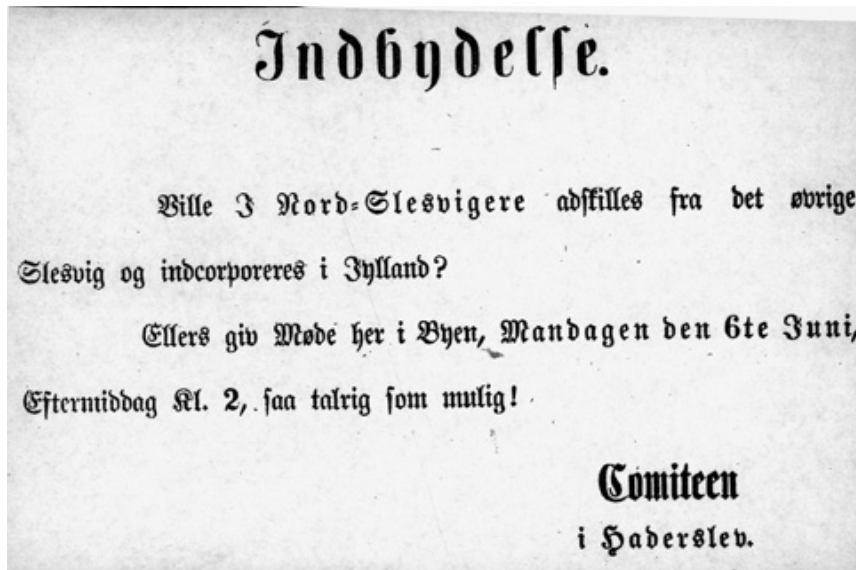 Indbydelse.
Ville I Nord-Slesvigere adskilles fra det øvrige
Slesvig og indcorporeres i Jylland?
Ellers giv Møde her i Byen, Mandagen den 6te Juni,
Eftermiddag Kl. 2, saa talrig som mulig!
Comiteen
i Haderslev.